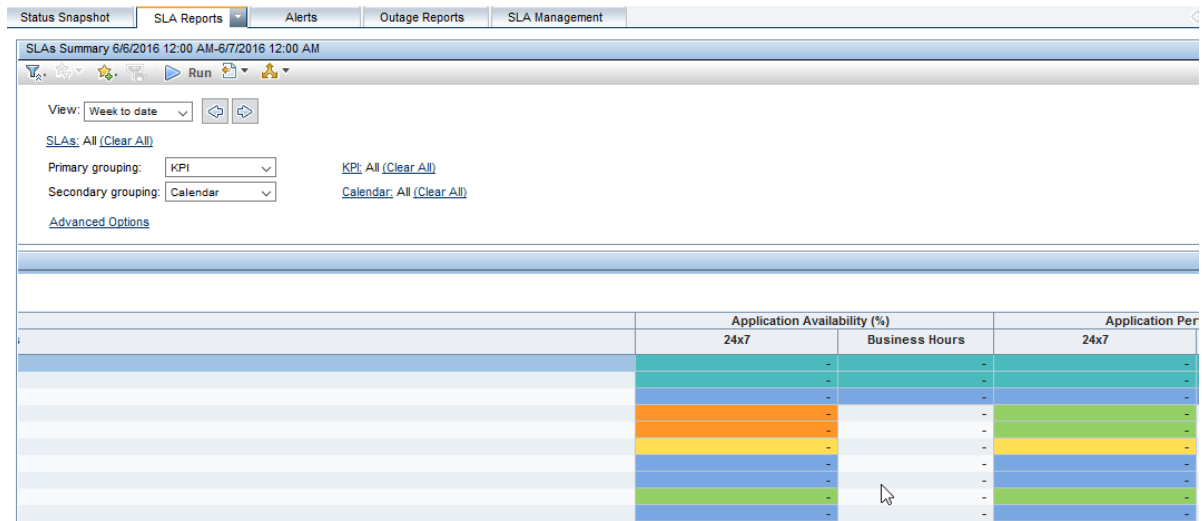 Status Snapshot SLA Reports Alerts Outage Reports SLA Management
SLAs Summary 6/6/2016 12:00 AM-6/7/2016 12:00 AM
Run
View: Week to date
SLAs: All (Clear All)
Primary grouping: KPI KPI: All (Clear All)
Secondary grouping: Calendar Calendar: All (Clear All)
Advanced Options
Application Availability (%) Application Per
24x7 Business Hours 24x7
- - -
- - -
- - -
- - -
- - -
- - -
- - -
- - -
- - -
- - -